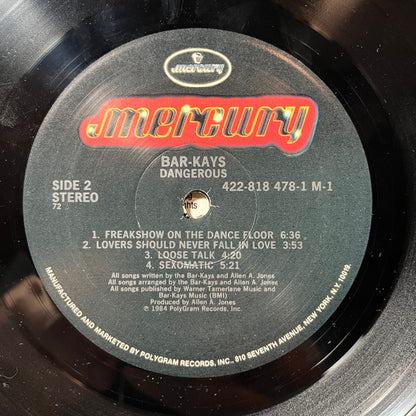 mercury
mercury
BAR-KAYS
DANGEROUS
SIDE 2
STEREO
72
422-818 478-1 M-1
1. FREAKSHOW ON THE DANCE FLOOR 6:36
2. LOVERS SHOULD NEVER FALL IN LOVE 3:53
3. LOOSE TALK 4:20
4. SEXOMATIC 5:21
All songs written by the Bar-Kays and Allen A. Jones
All songs arranged by the Bar-Kays and Allen A. Jones
All songs published by Warner Tamerlane Music and
Bar-Kays Music (BMI)
Produced by Allen A. Jones
℗ 1984 PolyGram Records, Inc.
MANUFACTURED AND MARKETED BY POLYGRAM RECORDS, INC., 810 SEVENTH AVENUE, NEW YORK, N.Y. 10019.